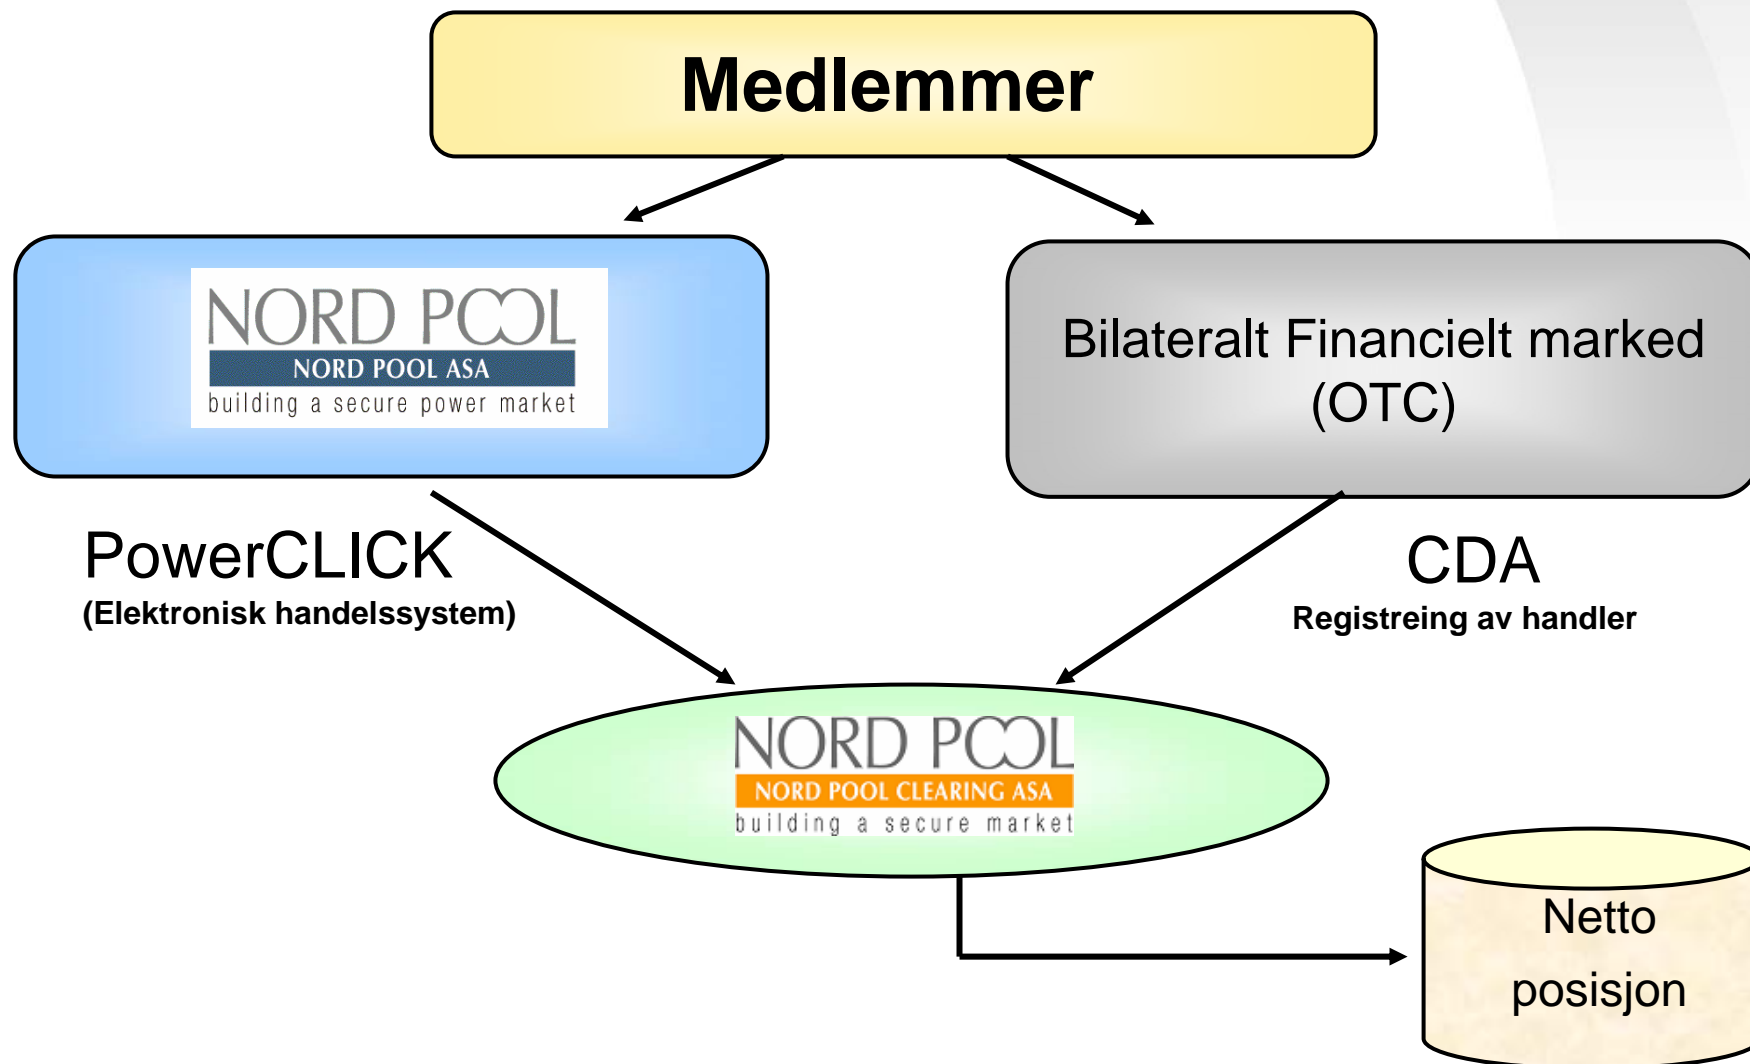 Medlemmer
NORD POOL
NORD POOL ASA
building a secure power market
Bilateralt Financielt marked
(OTC)
PowerCLICK
(Elektronisk handelssystem)
CDA
Registreing av handler
NORD POOL
NORD POOL CLEARING ASA
building a secure market
Netto
posisjon